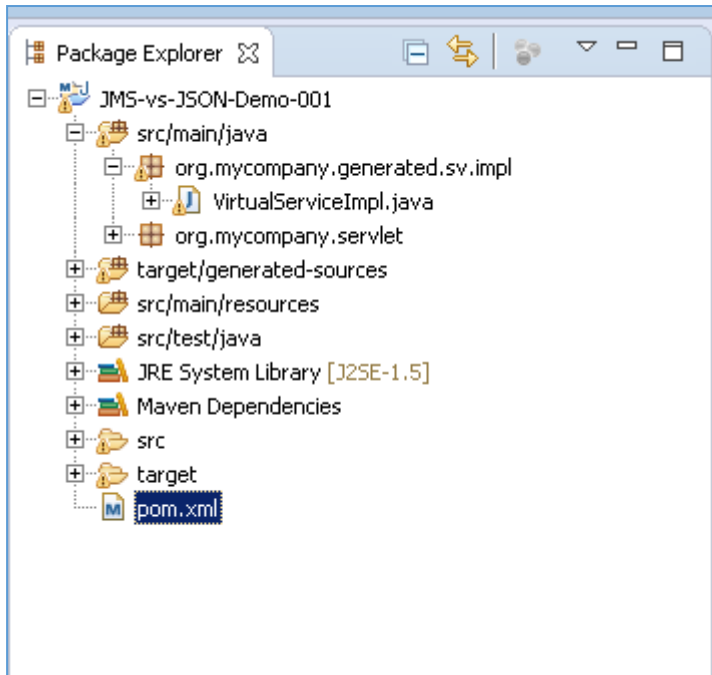 Package Explorer
JMS-vs-JSON-Demo-001
src/main/java
org.mycompany.generated.sv.impl
VirtualServiceImpl.java
org.mycompany.servlet
target/generated-sources
src/main/resources
src/test/java
JRE System Library [J2SE-1.5]
Maven Dependencies
src
target
pom.xml